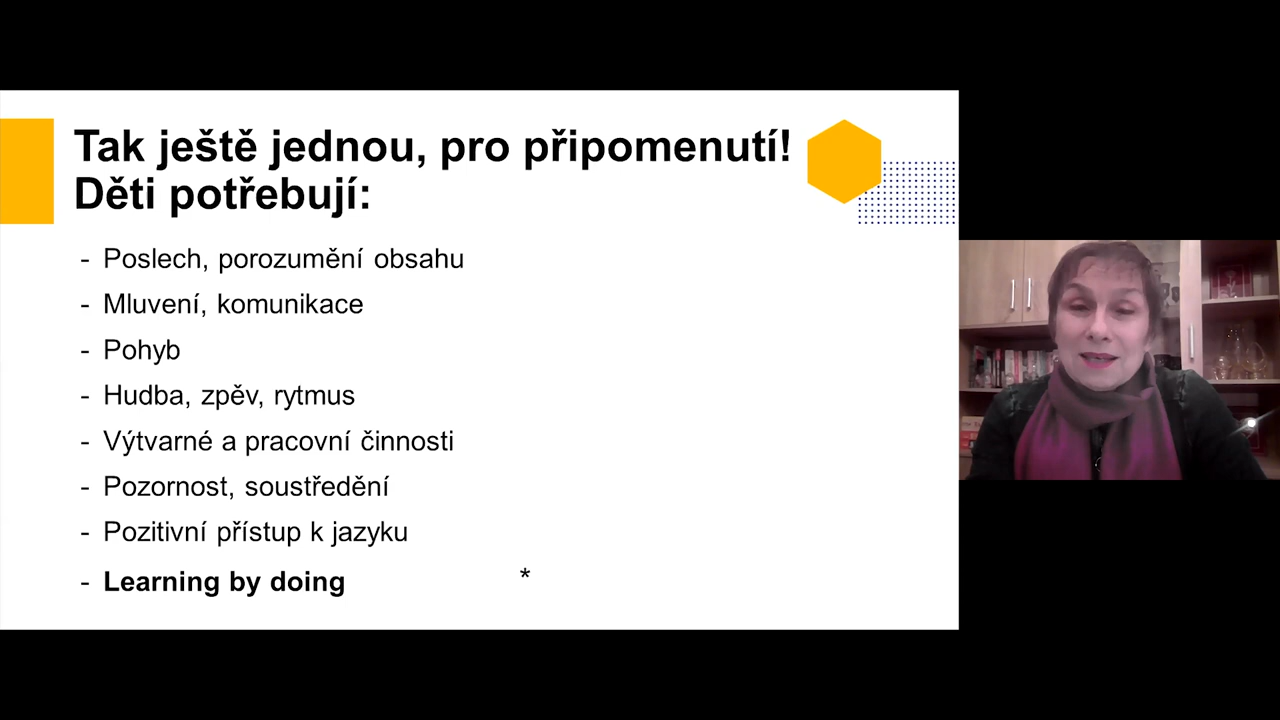 Tak ještě jednou, pro připomenutí!
Děti potřebují:
- Poslech, porozumění obsahu
- Mluvení, komunikace
- Pohyb
- Hudba, zpěv, rytmus
- Výtvarné a pracovní činnosti
- Pozornost, soustředění
- Pozitivní přístup k jazyku
- Learning by doing *